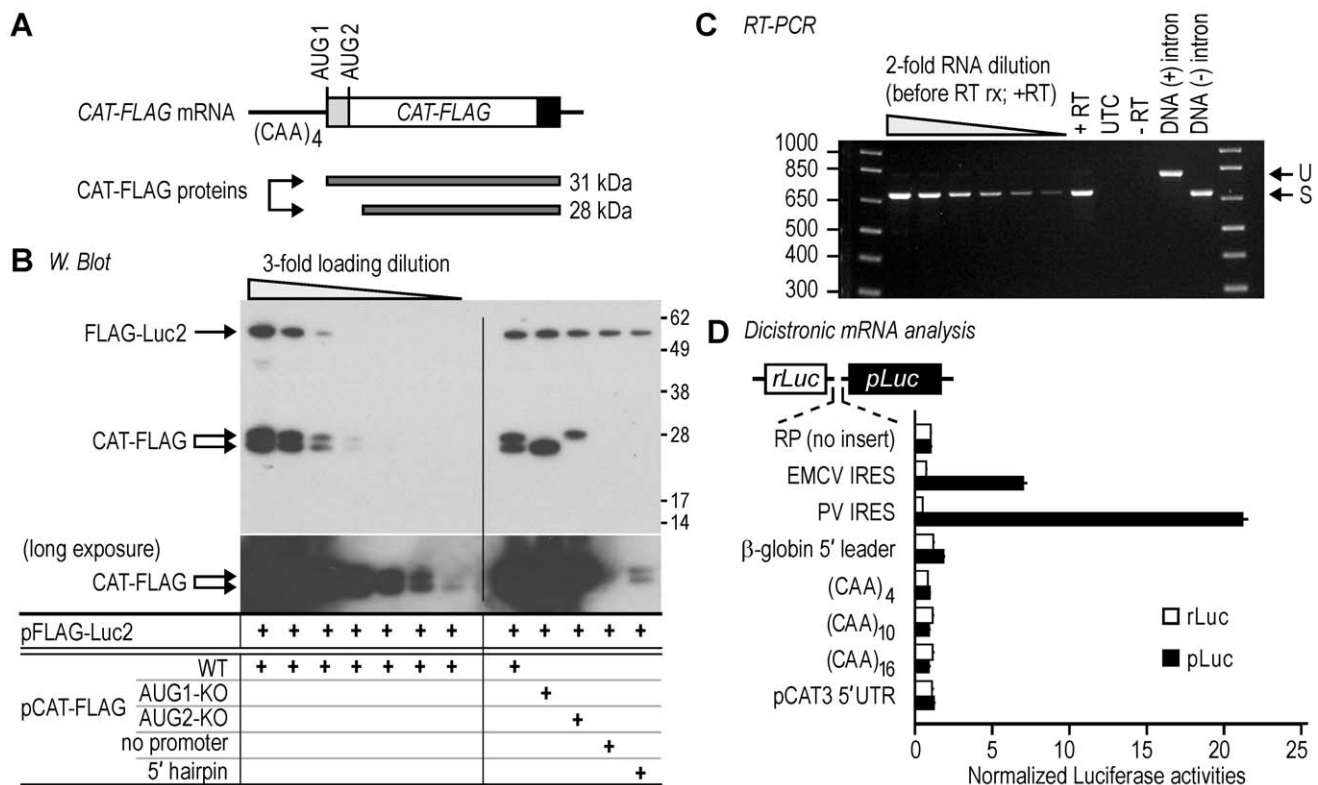 A
AUG1
AUG2
CAT-FLAG mRNA
CAT-FLAG
(CAA)4
CAT-FLAG proteins
31 kDa
28 kDa
B W. Blot
3-fold loading dilution
FLAG-Luc2
CAT-FLAG
62
49
38
28
17
14
(long exposure)
CAT-FLAG
pFLAG-Luc2 + + + + + + + + + + + +
pCAT-FLAG
WT + + + + + + + +
AUG1-KO +
AUG2-KO +
no promoter +
5′ hairpin +
C RT-PCR
2-fold RNA dilution
(before RT rx; +RT)
+ RT
UTC
- RT
DNA (+) intron
DNA (-) intron
1000
850
650
500
400
300
U
S
D Dicistronic mRNA analysis
rLuc pLuc
RP (no insert)
EMCV IRES
PV IRES
β-globin 5′ leader
(CAA)4
(CAA)10
(CAA)16
pCAT3 5′UTR
rLuc
pLuc
0 5 10 15 20 25
Normalized Luciferase activities